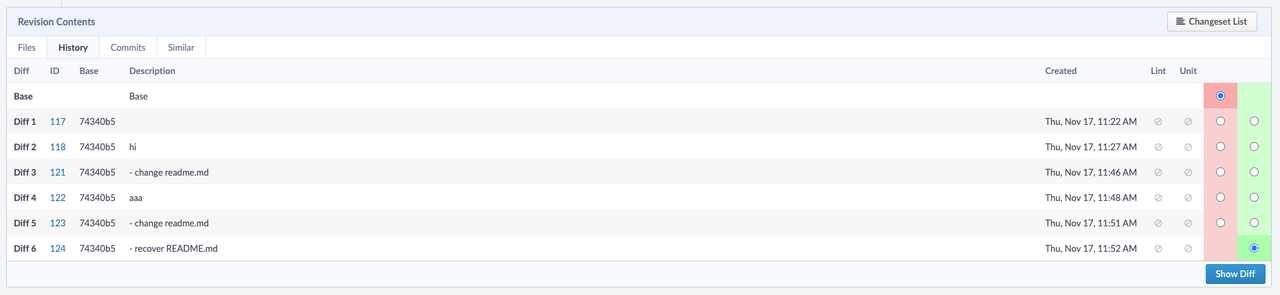 Revision Contents
Changeset List
Files History Commits Similar
Diff ID Base Description Created Lint Unit
Base Base
Diff 1 117 74340b5 Thu, Nov 17, 11:22 AM
Diff 2 118 74340b5 hi Thu, Nov 17, 11:27 AM
Diff 3 121 74340b5 - change readme.md Thu, Nov 17, 11:46 AM
Diff 4 122 74340b5 aaa Thu, Nov 17, 11:48 AM
Diff 5 123 74340b5 - change readme.md Thu, Nov 17, 11:51 AM
Diff 6 124 74340b5 - recover README.md Thu, Nov 17, 11:52 AM
Show Diff